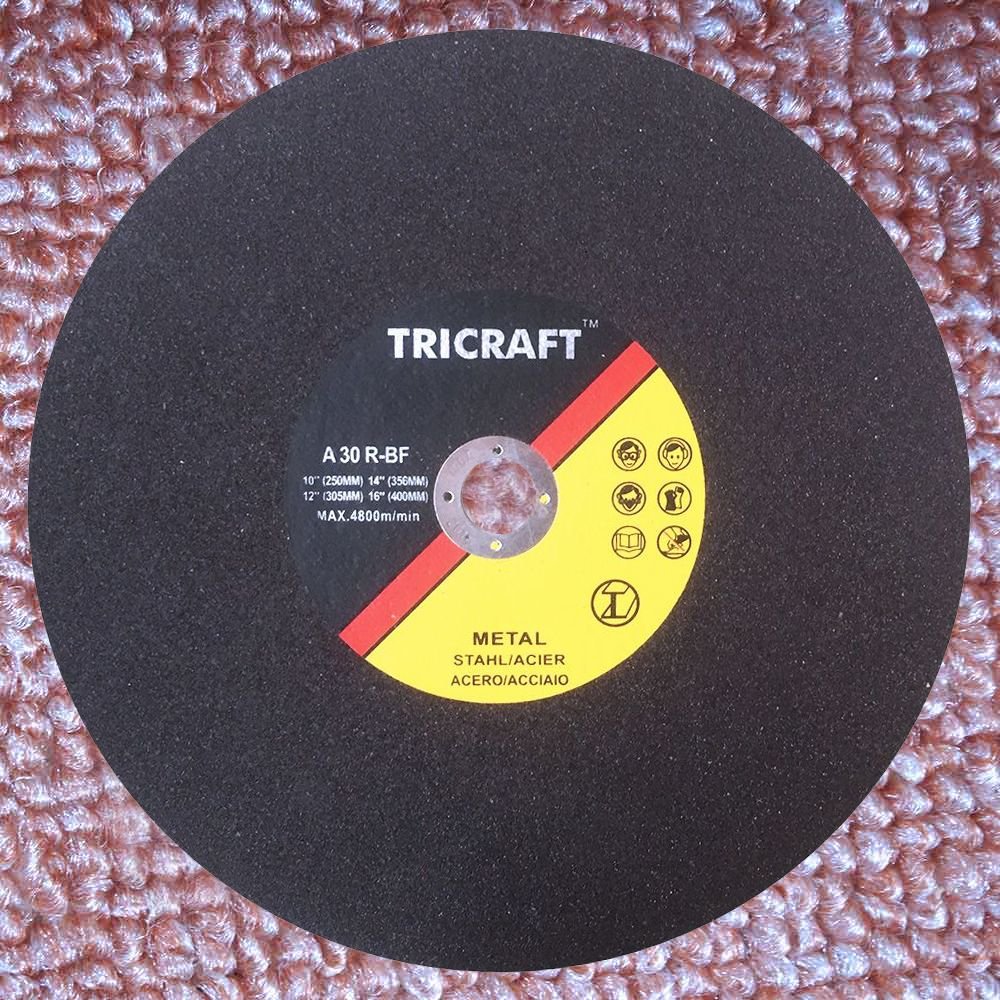 TRICRAFT™
A 30 R-BF
10" (250MM) 14" (356MM)
12" (305MM) 16" (400MM)
MAX.4800m/min
METAL
STAHL/ACIER
ACERO/ACCIAIO